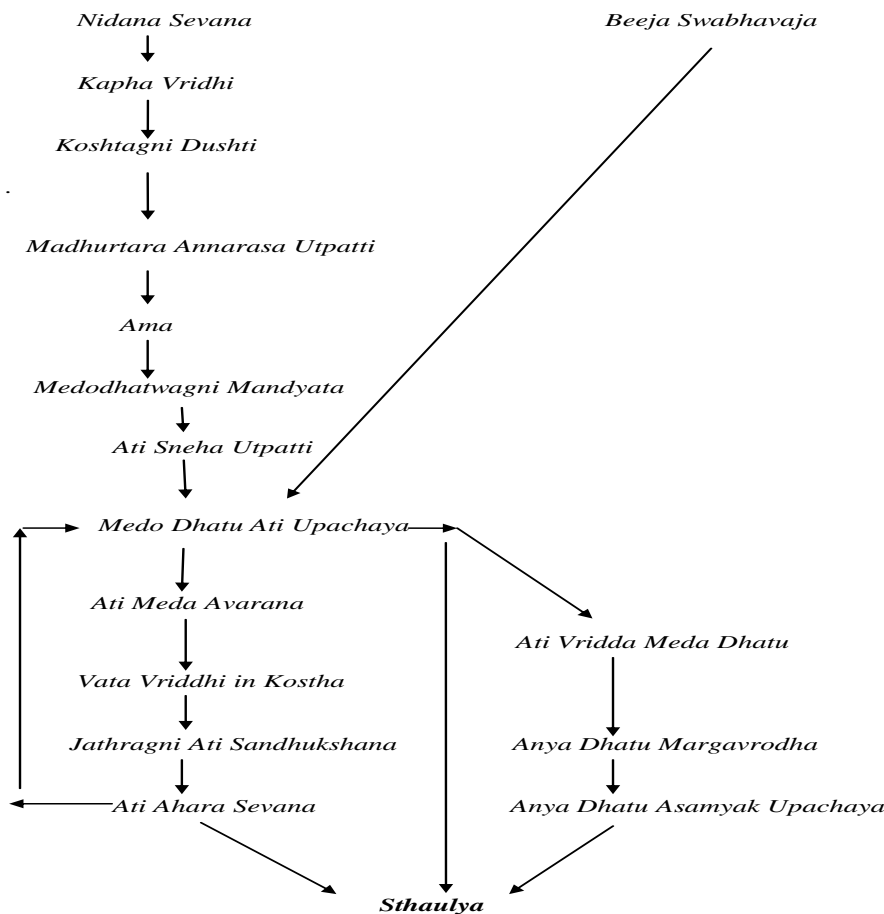 Nidana Sevana
Beeja Swabhavaja
Kapha Vridhi
Koshtagni Dushti
.
Madhurtara Annarasa Utpatti
Ama
Medodhatwagni Mandyata
Ati Sneha Utpatti
Medo Dhatu Ati Upachaya
Ati Meda Avarana
Ati Vridda Meda Dhatu
Vata Vriddhi in Kostha
Jathragni Ati Sandhukshana
Anya Dhatu Margavrodha
Ati Ahara Sevana
Anya Dhatu Asamyak Upachaya
Sthaulya